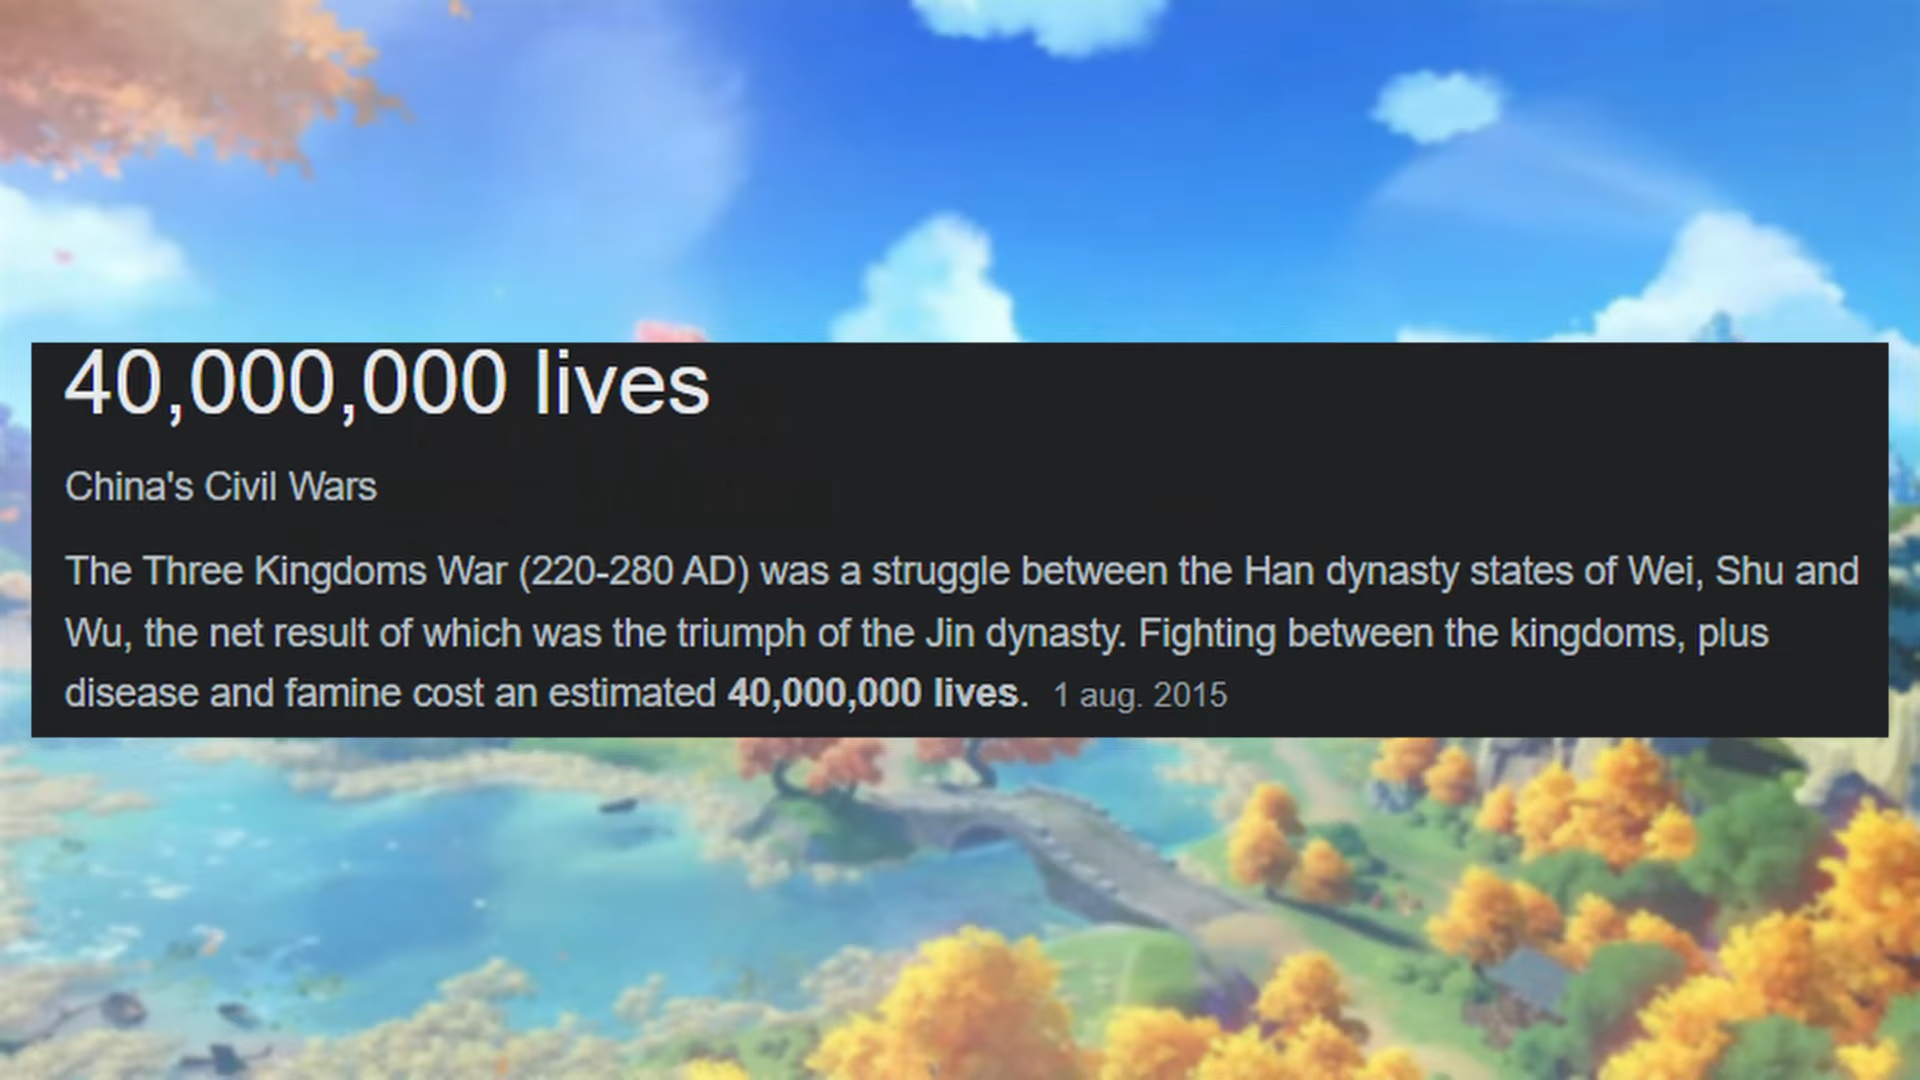 40,000,000 lives
China's Civil Wars
The Three Kingdoms War (220-280 AD) was a struggle between the Han dynasty states of Wei, Shu and
Wu, the net result of which was the triumph of the Jin dynasty. Fighting between the kingdoms, plus
disease and famine cost an estimated 40,000,000 lives. 1 aug. 2015